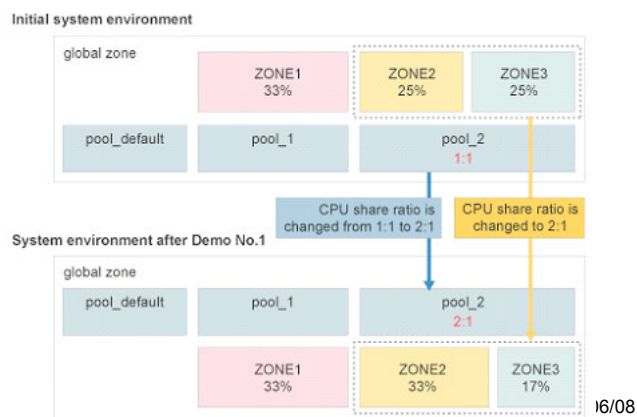 Initial system environment
global zone
ZONE1
33%
ZONE2
25%
ZONE3
25%
pool_default
pool_1
pool_2
1:1
CPU share ratio is
changed from 1:1 to 2:1
CPU share ratio is
changed to 2:1
System environment after Demo No.1
global zone
pool_default
pool_1
pool_2
2:1
ZONE1
33%
ZONE2
33%
ZONE3
17%
6/08